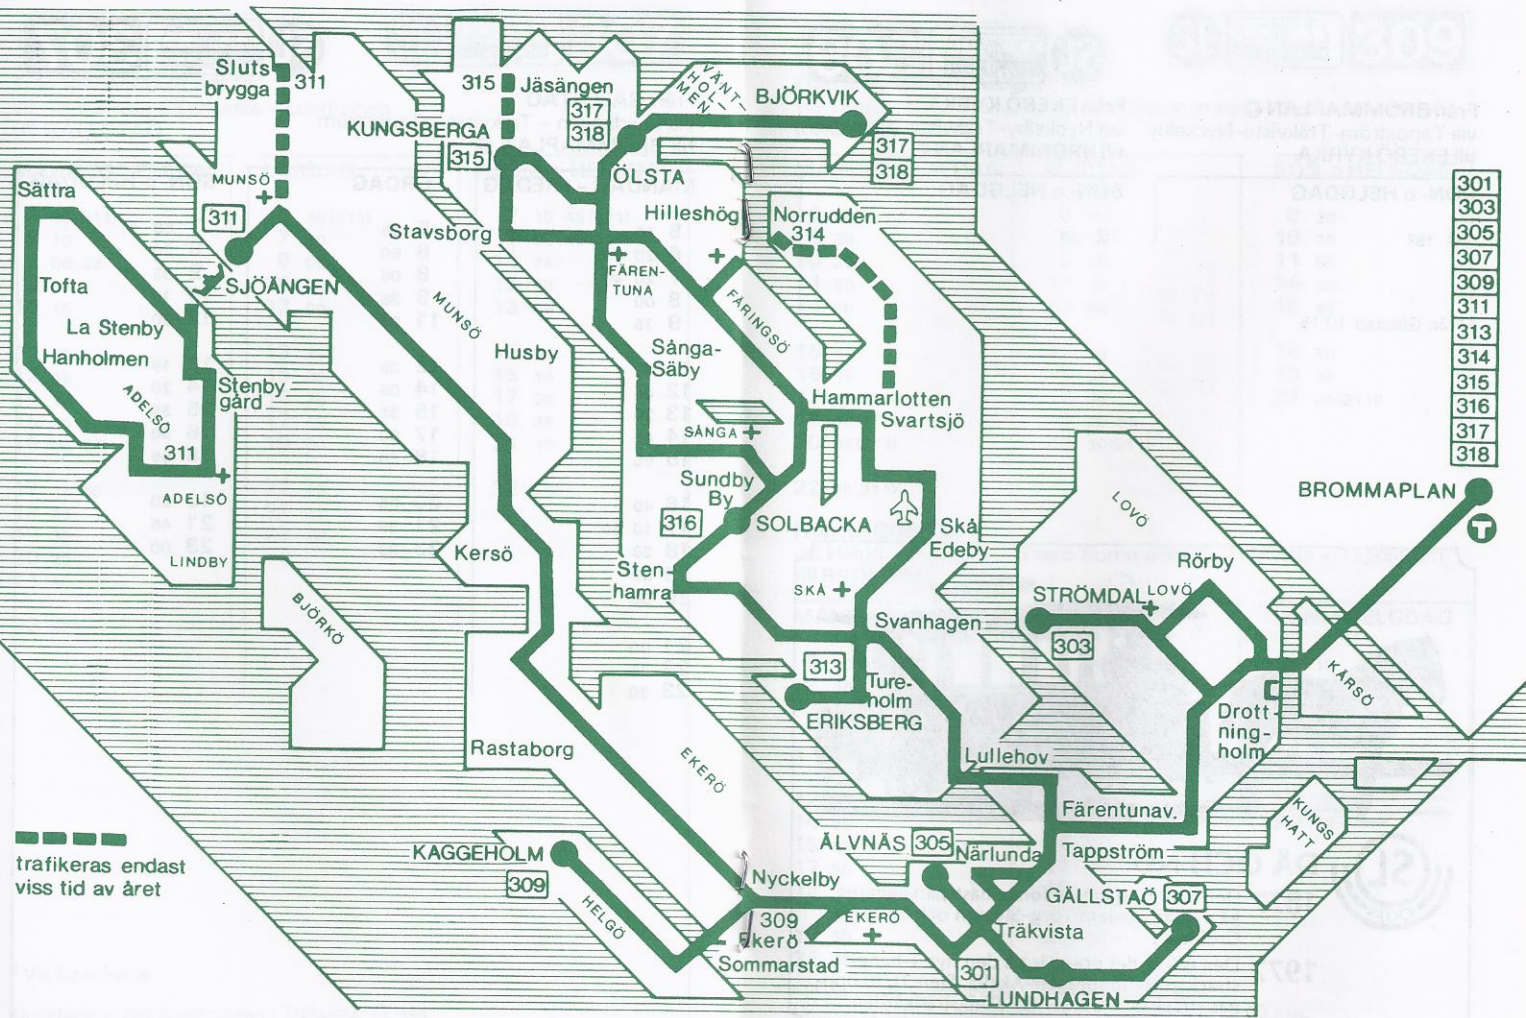 Sluts
brygga
311
315
Jäsängen
317
318
VÄNT-
HOL-
MEN
BJÖRKVIK
317
318
KUNGSBERGA
315
ÖLSTA
Sättra
MUNSÖ
311
Hilleshög
Norrudden
314
Stavsborg
FÄREN-
TUNA
FÄRINGSÖ
301
303
305
307
309
311
313
314
315
316
317
318
Tofta
SJÖÄNGEN
MUNSÖ
La Stenby
Hanholmen
Husby
Sånga-
Säby
Stenby
gård
ADELSÖ
311
Hammarlotten
Svartsjö
SÅNGA
ADELSÖ
LINDBY
Sundby
By
316
SOLBACKA
LOVÖ
BROMMAPLAN
T
Skå
Edeby
Kersö
Sten-
hamra
SKÅ
Rörby
STRÖMDAL
LOVÖ
303
BJÖRKÖ
Svanhagen
313
Ture-
holm
ERIKSBERG
KÄRSÖ
Drott-
ning-
holm
Rastaborg
EKERÖ
Lullehov
Färentunav.
KUNGS
HATT
trafikeras endast
viss tid av året
KAGGEHOLM
309
ÄLVNÄS
305
Närlunda
Tappström
Nyckelby
GÄLLSTAÖ
307
HELGÖ
309
Ekerö
Sommarstad
EKERÖ
Träkvista
301
LUNDHAGEN